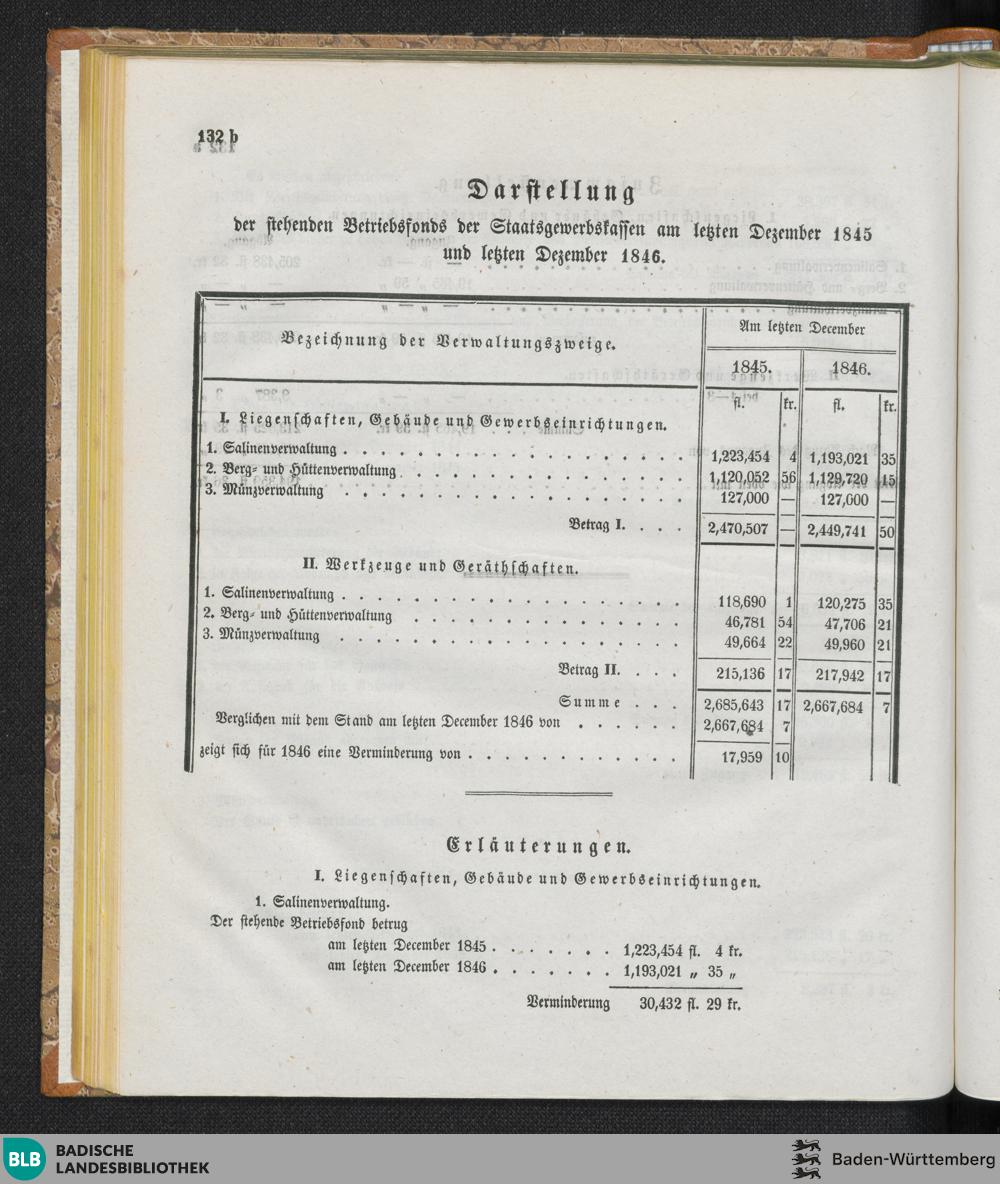 132 b
Darstellung
der stehenden Betriebsfonds der Staatsgewerbskassen am letzten Dezember 1845
und letzten Dezember 1846.
Bezeichnung der Verwaltungszweige.
Am letzten December
1845. 1846.
fl. kr. fl. kr.
I. Liegenschaften, Gebäude und Gewerbseinrichtungen.
1. Salinenverwaltung . . . . . . . . . . . . . . . . . 1,223,454 4 1,193,021 35
2. Berg- und Hüttenverwaltung . . . . . . . . . . . . . . 1,120,052 56 1,129,720 15
3. Münzverwaltung . . . . . . . . . . . . . . . . . 127,000 — 127,000 —
Betrag I. . . . 2,470,507 — 2,449,741 50
II. Werkzeuge und Geräthschaften.
1. Salinenverwaltung . . . . . . . . . . . . . . . . . 118,690 1 120,275 35
2. Berg- und Hüttenverwaltung . . . . . . . . . . . . . . 46,781 54 47,706 21
3. Münzverwaltung . . . . . . . . . . . . . . . . . 49,664 22 49,960 21
Betrag II. . . . 215,136 17 217,942 17
Summe . . . 2,685,643 17 2,667,684 7
Verglichen mit dem Stand am letzten December 1846 von . . . . . . 2,667,684 7
zeigt sich für 1846 eine Verminderung von . . . . . . . . . . . 17,959 10
Erläuterungen.
I. Liegenschaften, Gebäude und Gewerbseinrichtungen.
1. Salinenverwaltung.
Der stehende Betriebsfond betrug
am letzten December 1845 . . . . . . . 1,223,454 fl. 4 kr.
am letzten December 1846 . . . . . . . 1,193,021 „ 35 „
Verminderung 30,432 fl. 29 kr.
BLB BADISCHE
LANDESBIBLIOTHEK
Baden-Württemberg